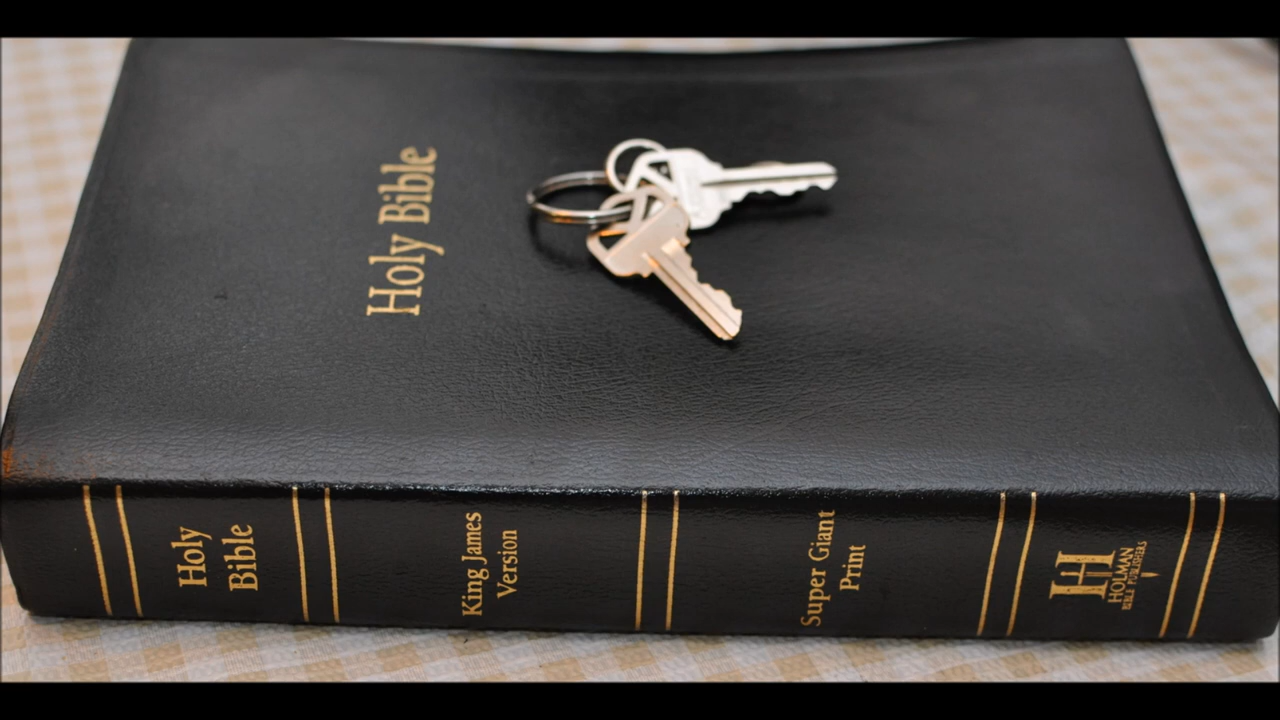 Holy Bible
Holy
Bible
King James
Version
Super Giant
Print
HOLMAN
BIBLE PUBLISHERS